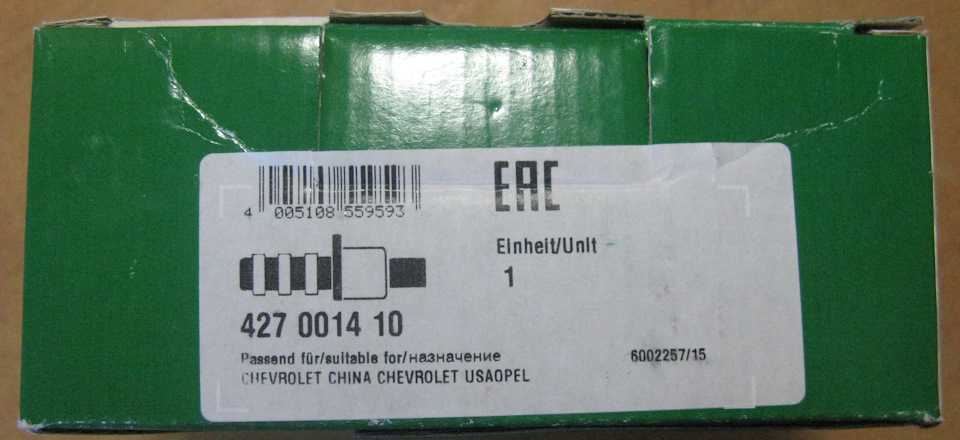 4 005108 559593
EAC
Einheit/Unit
1
427 0014 10
Passend für/suitable for/назначение
6002257/15
CHEVROLET CHINA CHEVROLET USAOPEL